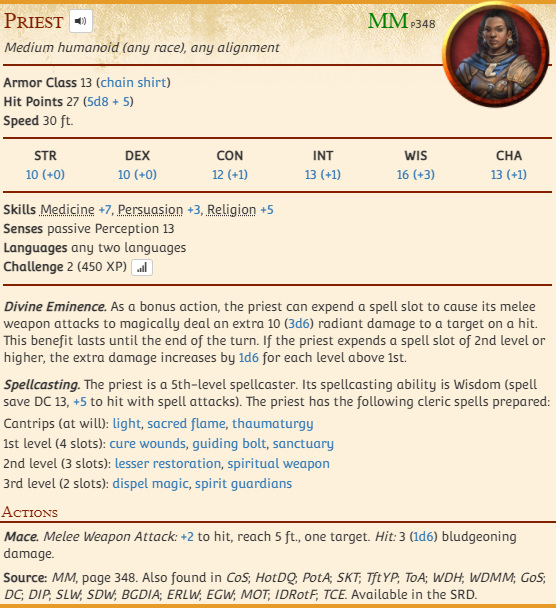 Priest MM P348
Medium humanoid (any race), any alignment
Armor Class 13 (chain shirt)
Hit Points 27 (5d8 + 5)
Speed 30 ft.
STR DEX CON INT WIS CHA
10 (+0) 10 (+0) 12 (+1) 13 (+1) 16 (+3) 13 (+1)
Skills Medicine +7, Persuasion +3, Religion +5
Senses passive Perception 13
Languages any two languages
Challenge 2 (450 XP)
Divine Eminence. As a bonus action, the priest can expend a spell slot to cause its melee
weapon attacks to magically deal an extra 10 (3d6) radiant damage to a target on a hit.
This benefit lasts until the end of the turn. If the priest expends a spell slot of 2nd level or
higher, the extra damage increases by 1d6 for each level above 1st.
Spellcasting. The priest is a 5th-level spellcaster. Its spellcasting ability is Wisdom (spell
save DC 13, +5 to hit with spell attacks). The priest has the following cleric spells prepared:
Cantrips (at will): light, sacred flame, thaumaturgy
1st level (4 slots): cure wounds, guiding bolt, sanctuary
2nd level (3 slots): lesser restoration, spiritual weapon
3rd level (2 slots): dispel magic, spirit guardians
Actions
Mace. Melee Weapon Attack: +2 to hit, reach 5 ft., one target. Hit: 3 (1d6) bludgeoning
damage.
Source: MM, page 348. Also found in CoS; HotDQ; PotA; SKT; TftYP; ToA; WDH; WDMM; GoS;
DC; DIP; SLW; SDW; BGDIA; ERLW; EGW; MOT; IDRotF; TCE. Available in the SRD.